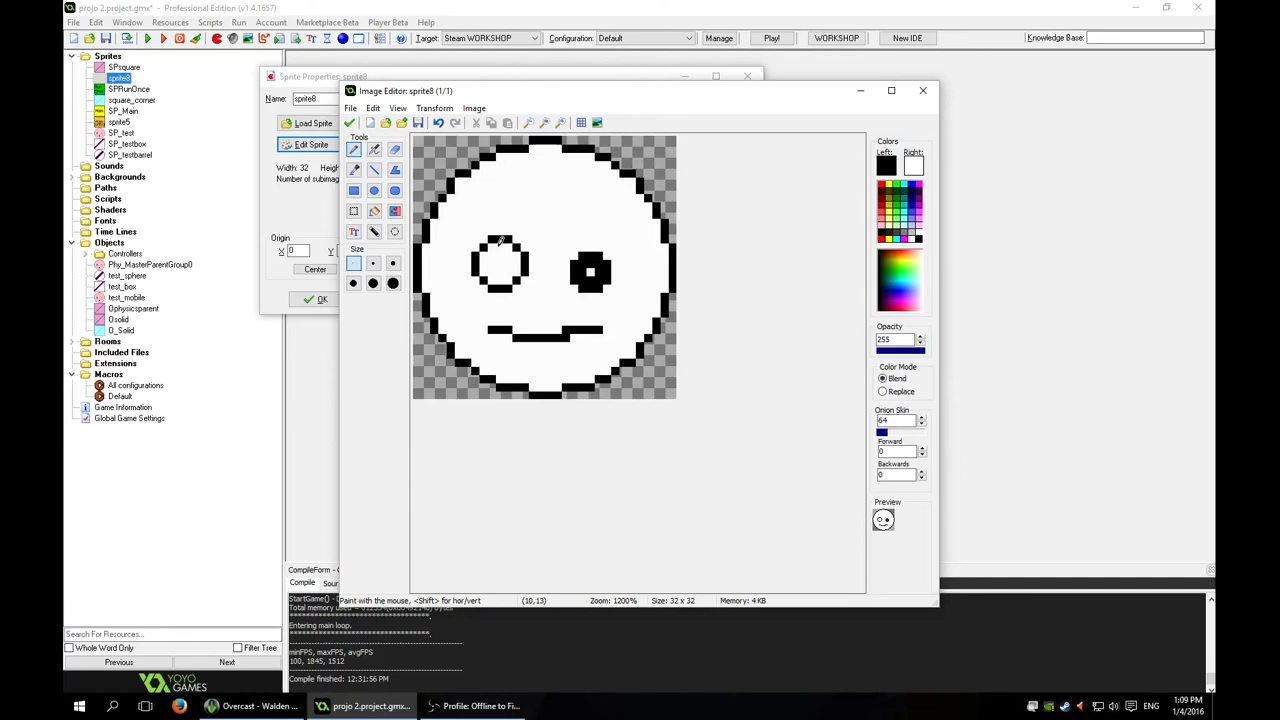 projo 2.project.gmx* - Professional Edition (v1.4.1657)
File Edit Window Resources Scripts Run Account Marketplace Beta Player Beta Help
Target: Steam WORKSHOP Configuration: Default Manage Play! WORKSHOP New IDE Knowledge Base:
Sprites
SPsquare
sprite8
SPRunOnce
square_corner
SP_Main
sprite5
SP_test
SP_testbox
SP_testbarrel
Sounds
Backgrounds
Paths
Scripts
Shaders
Fonts
Time Lines
Objects
Controllers
Phy_MasterParentGroup0
test_sphere
test_box
test_mobile
Ophysicsparent
Osolid
O_Solid
Rooms
Included Files
Extensions
Macros
All configurations
Default
Game Information
Global Game Settings
Search For Resources...
Whole Word Only Filter Tree
Previous Next
YOYO GAMES
Sprite Properties: sprite8
Name: sprite8
Load Sprite
Edit Sprite
Width: 32
Number of subimag
Origin
X 0 Y
Center
OK
Image Editor: sprite8 (1/1)
File Edit View Transform Image
Tools
Size
Colors
Left: Right:
Opacity
255
Color Mode
Blend
Replace
Onion Skin
64
Forward
0
Backwards
0
Preview
Paint with the mouse, <Shift> for hor/vert (10,13) Zoom: 1200% Size: 32 x 32 Memory: 4 KB
CompileForm -
Compile
Entering main loop.
minFPS, maxFPS, avgFPS
100, 1845, 1512
Compile finished: 12:31:56 PM
Overcast - Walden ... projo 2.project.gmx... Profile: Offline to Fi...
ENG
1:09 PM
1/4/2016